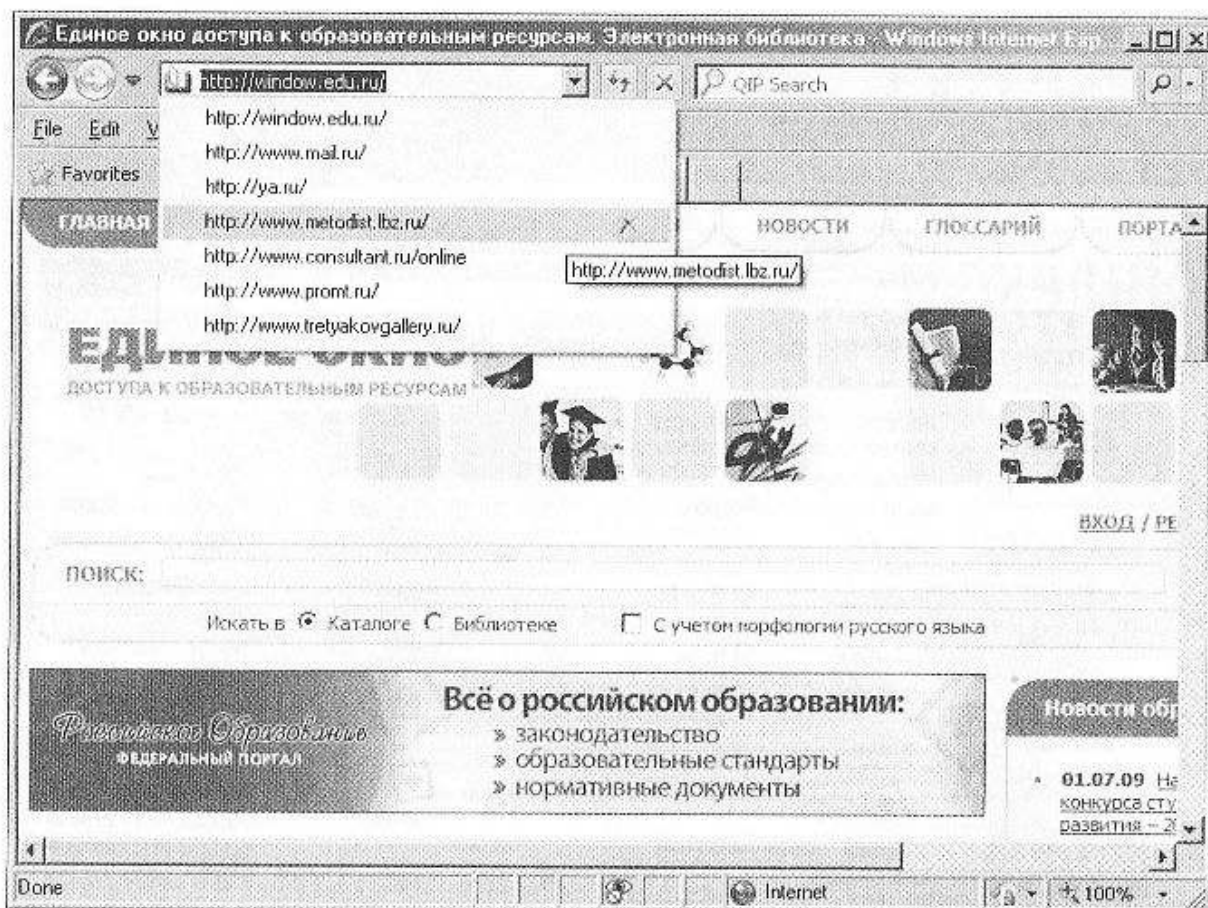 Единое окно доступа к образовательным ресурсам. Электронная библиотека - Windows Internet Exp
http://window.edu.ru/
QIP Search
File Edit V
http://window.edu.ru/
http://www.mail.ru/
Favorites
http://ya.ru/
ГЛАВНАЯ
http://www.metodist.lbz.ru/
НОВОСТИ ГЛОССАРИЙ ПОРТА
http://www.consultant.ru/online
http://www.metodist.lbz.ru/
http://www.promt.ru/
http://www.tretyakovgallery.ru/
ЕДИНОЕ ОКНО
ДОСТУПА К ОБРАЗОВАТЕЛЬНЫМ РЕСУРСАМ
ВХОД / РЕ
ПОИСК:
Искать в Каталоге Библиотеке С учетом морфологии русского языка
Российское Образование
ФЕДЕРАЛЬНЫЙ ПОРТАЛ
Всё о российском образовании:
» законодательство
» образовательные стандарты
» нормативные документы
Новости обр
01.07.09 На
конкурса сту
развития – 2
Done
Internet
100%